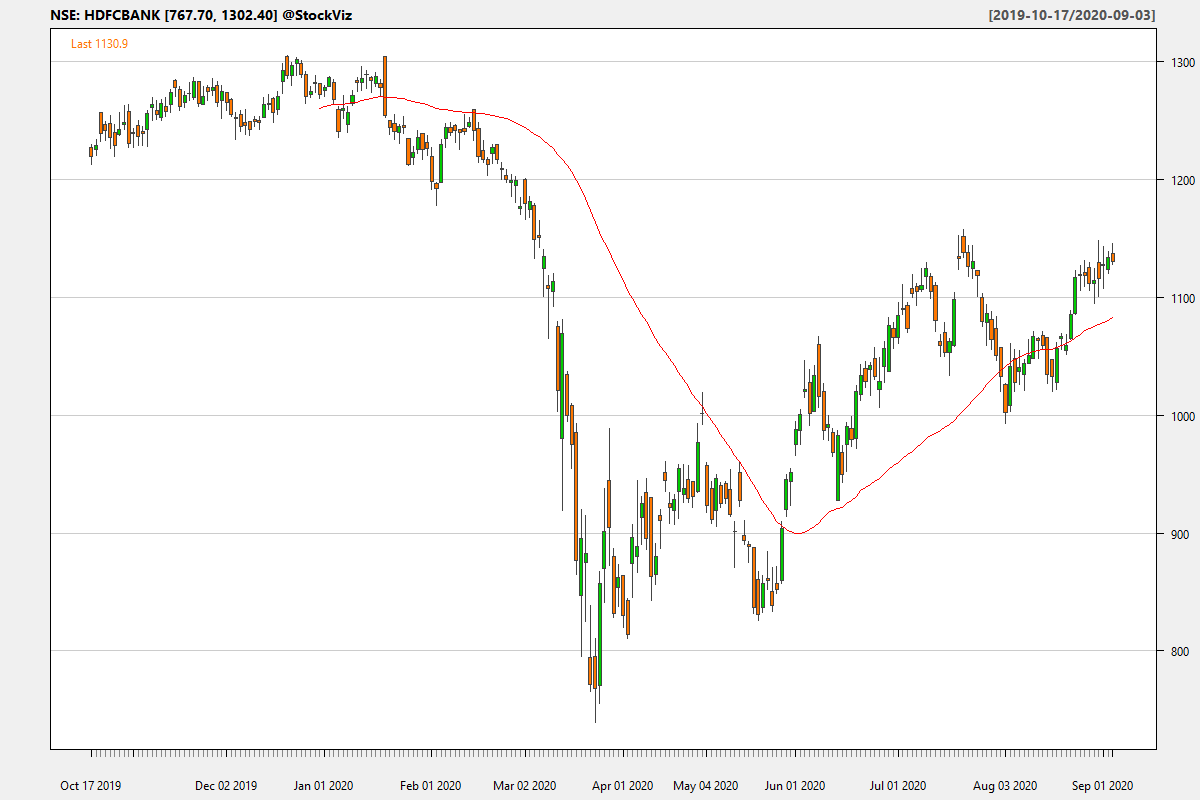 NSE: HDFCBANK [767.70, 1302.40] @StockViz [2019-10-17/2020-09-03]
Last 1130.9
1300
1200
1100
1000
900
800
Oct 17 2019 Dec 02 2019 Jan 01 2020 Feb 01 2020 Mar 02 2020 Apr 01 2020 May 04 2020 Jun 01 2020 Jul 01 2020 Aug 03 2020 Sep 01 2020